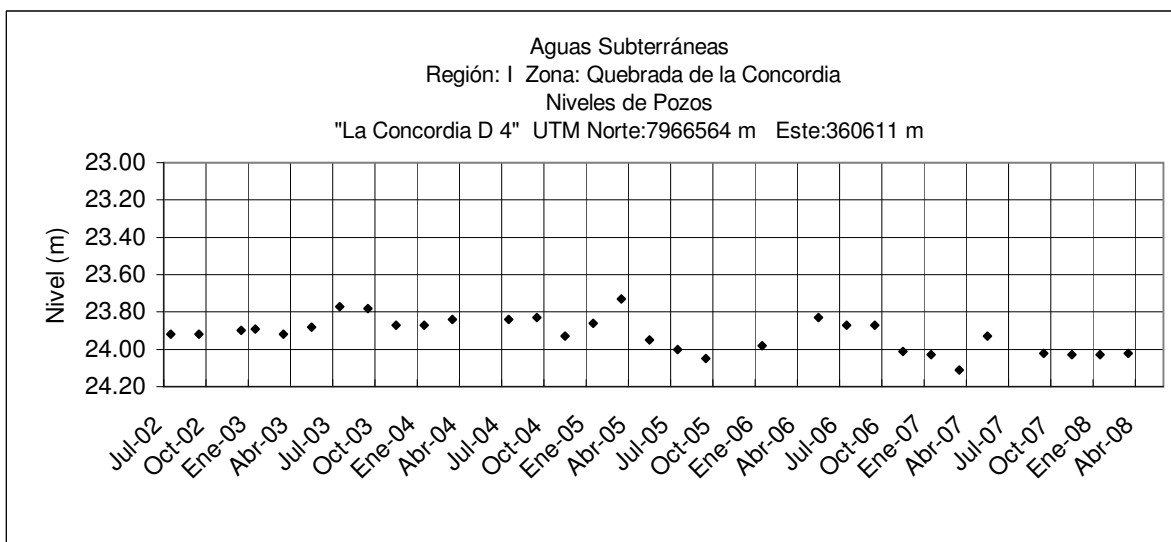 Aguas Subterráneas
Región: I Zona: Quebrada de la Concordia
Niveles de Pozos
"La Concordia D 4" UTM Norte:7966564 m Este:360611 m
Nivel (m)
23.00
23.20
23.40
23.60
23.80
24.00
24.20
Jul-02
Oct-02
Ene-03
Abr-03
Jul-03
Oct-03
Ene-04
Abr-04
Jul-04
Oct-04
Ene-05
Abr-05
Jul-05
Oct-05
Ene-06
Abr-06
Jul-06
Oct-06
Ene-07
Abr-07
Jul-07
Oct-07
Ene-08
Abr-08